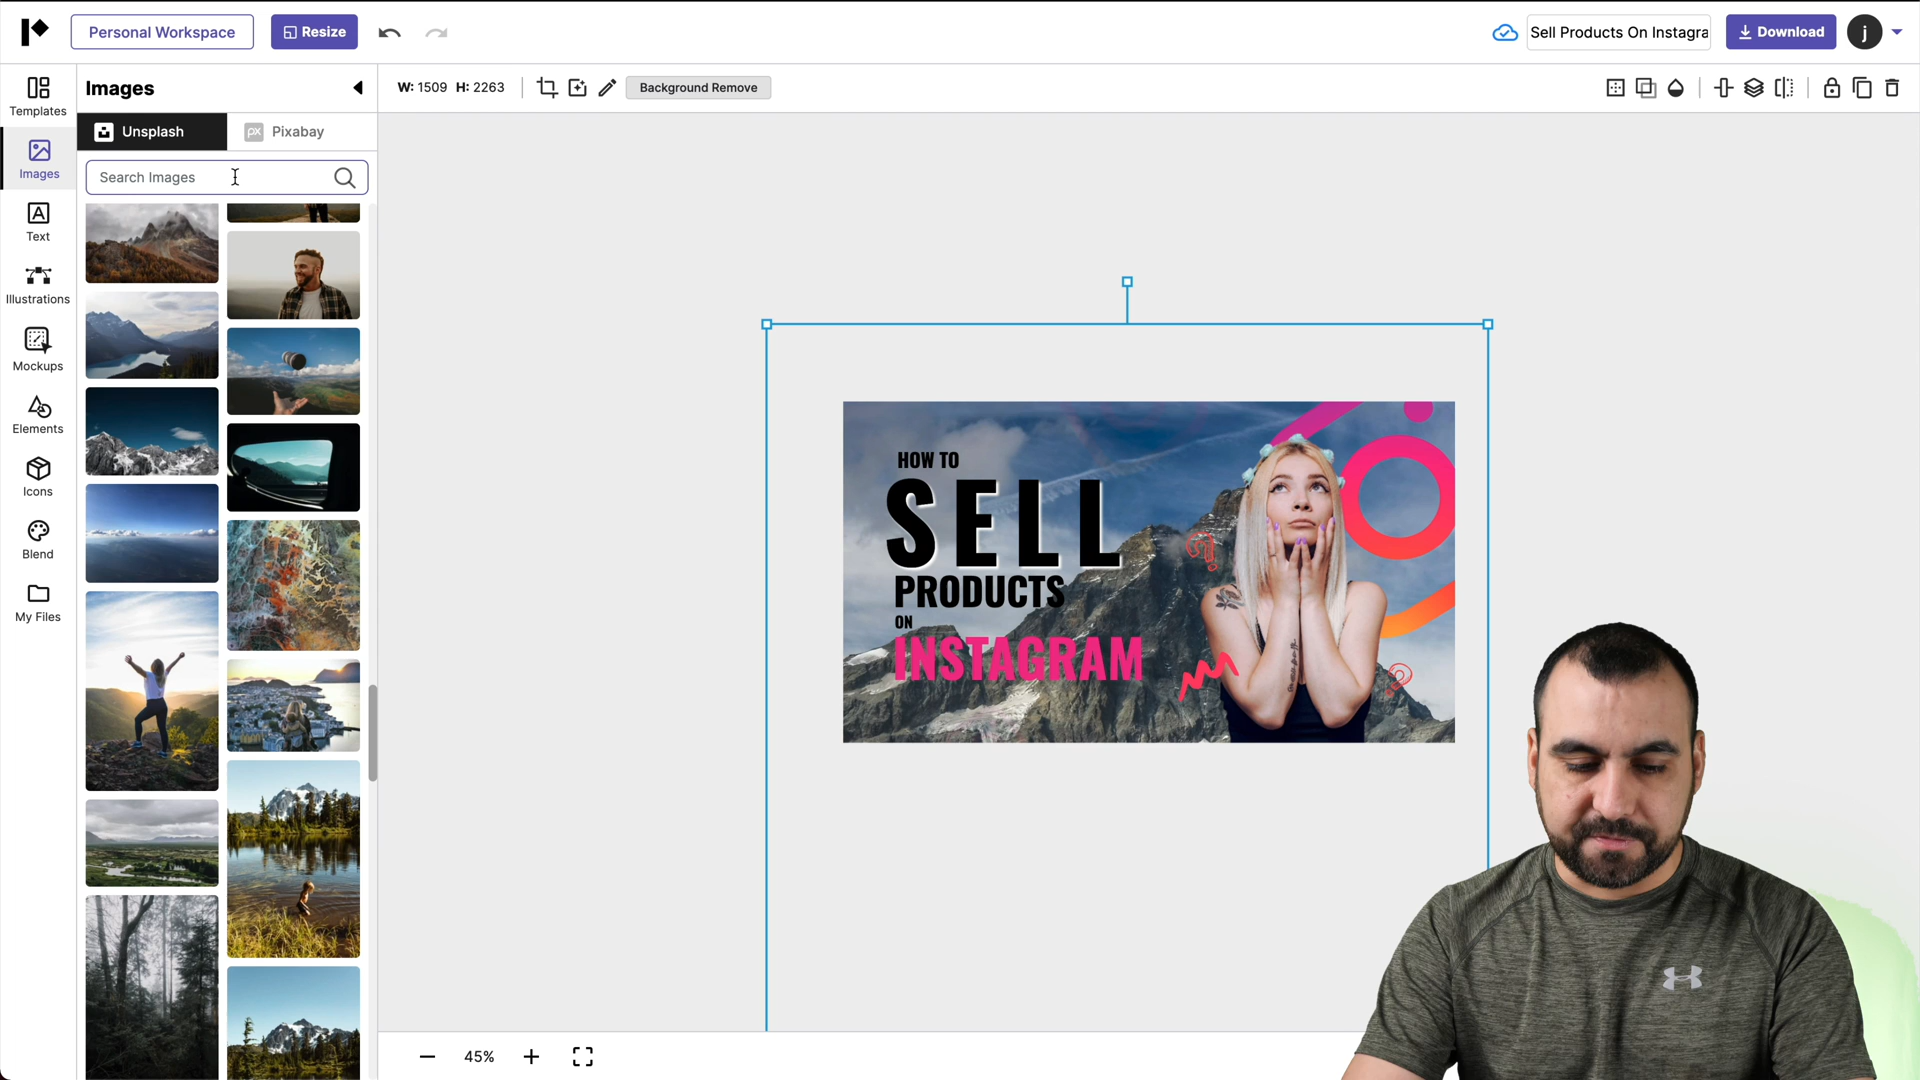 Personal Workspace
Resize
Sell Products On Instagra
Download
j
Templates
Images
W: 1509 H: 2263
Background Remove
Unsplash
px Pixabay
Images
Search Images
Text
Illustrations
Mockups
Elements
Icons
Blend
My Files
HOW TO
SELL
PRODUCTS
ON
INSTAGRAM
45%